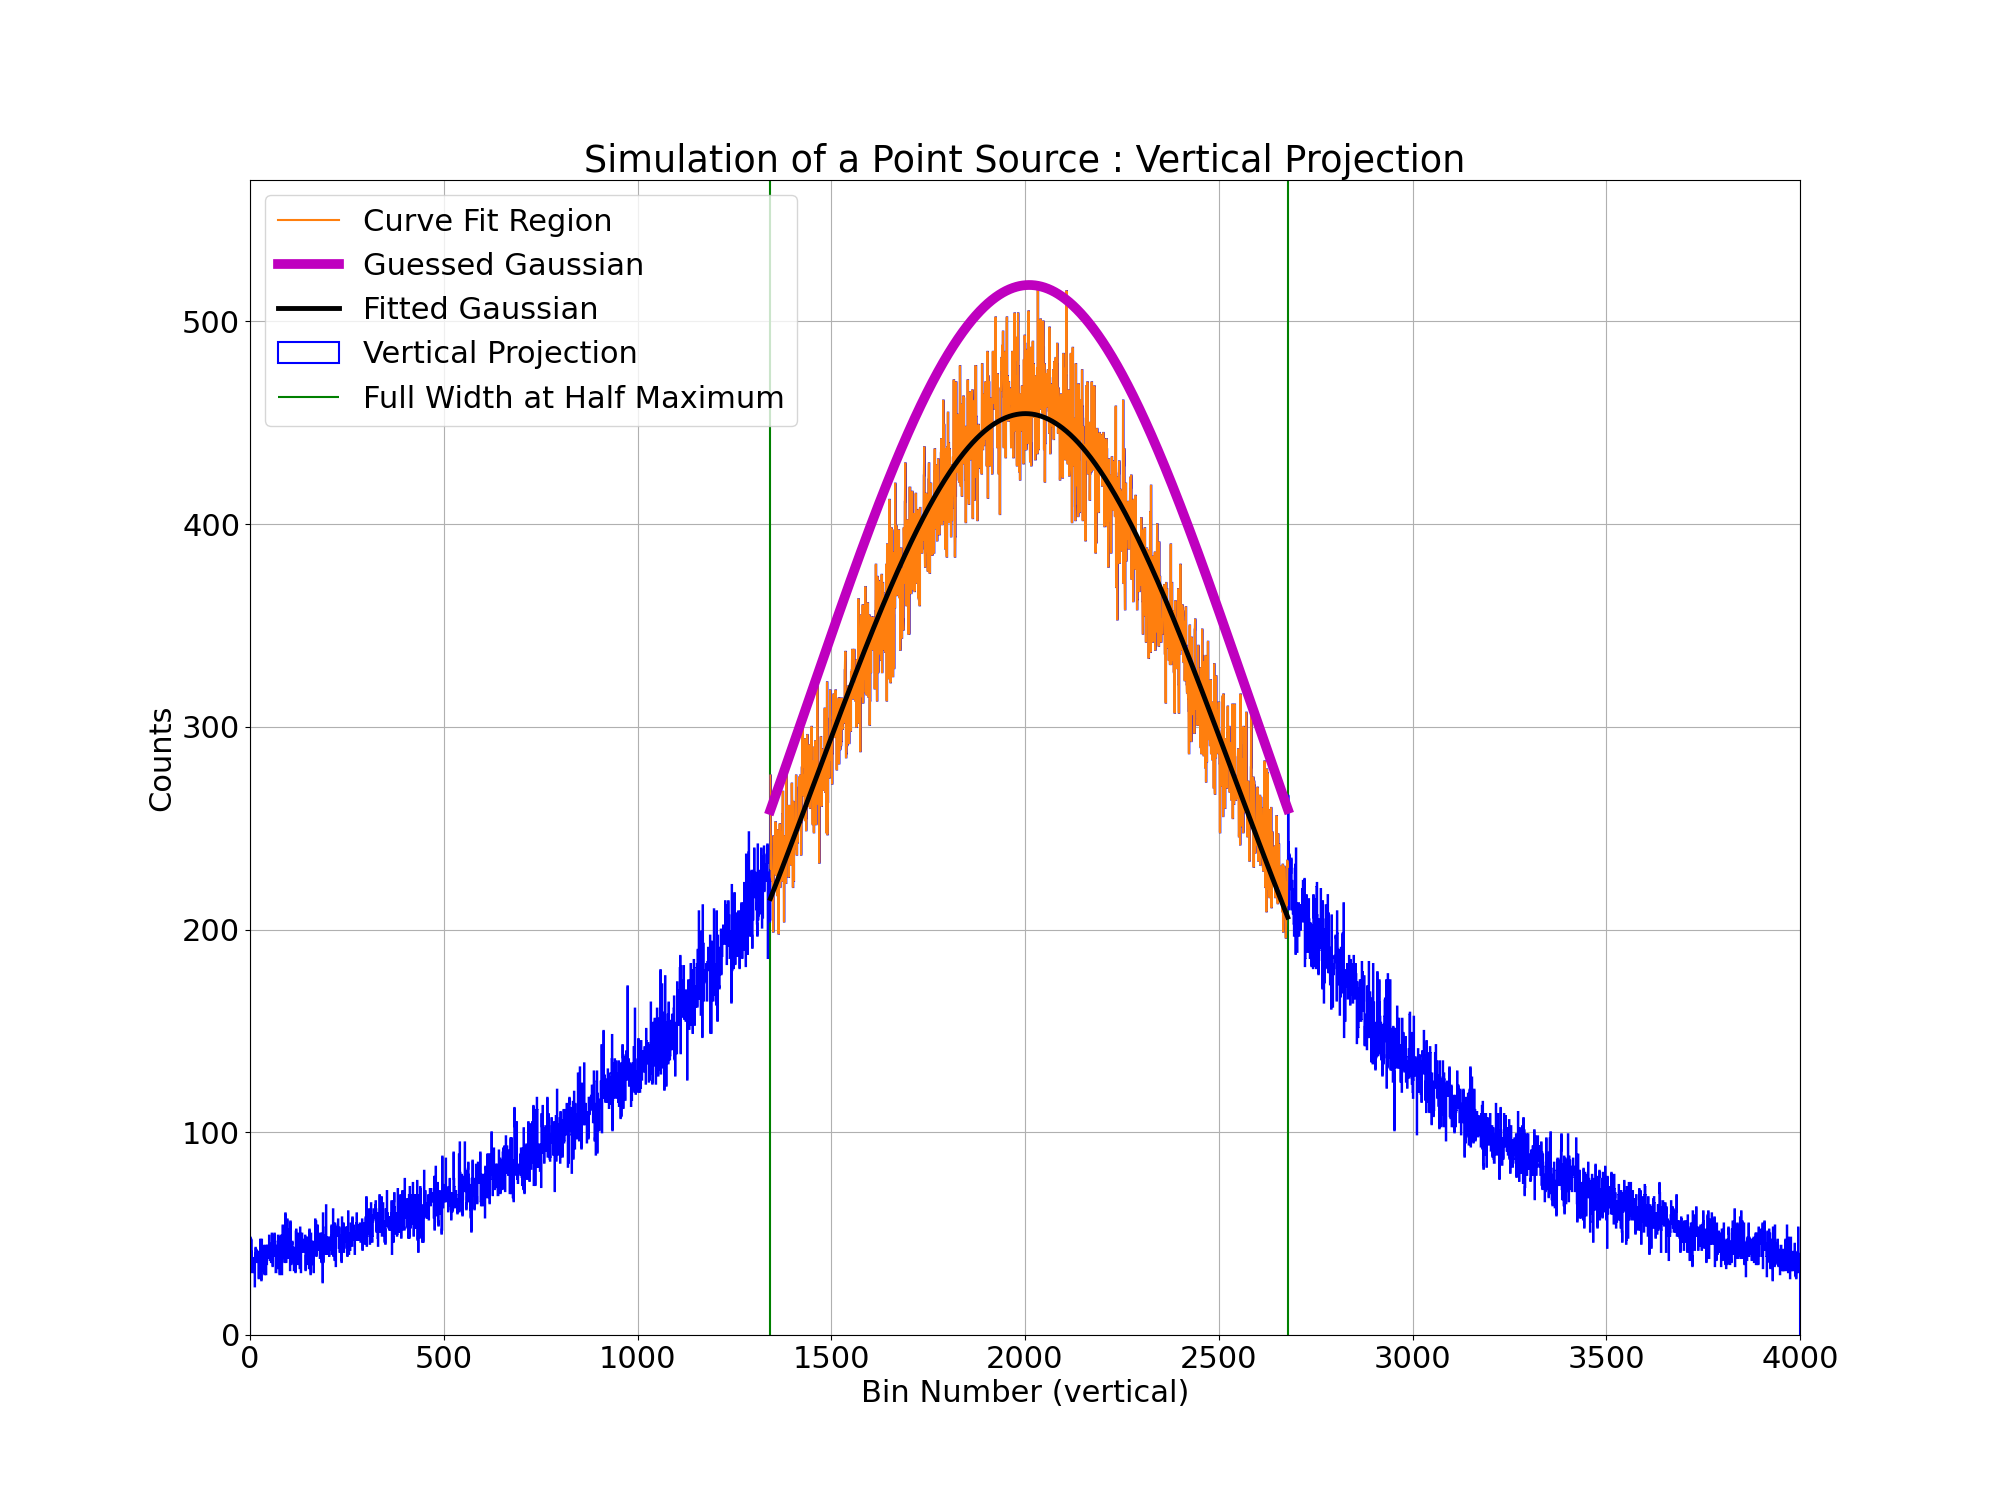 Simulation of a Point Source : Vertical Projection
Curve Fit Region
Guessed Gaussian
Fitted Gaussian
Vertical Projection
Full Width at Half Maximum
500
400
300
200
100
0
Counts
0 500 1000 1500 2000 2500 3000 3500 4000
Bin Number (vertical)